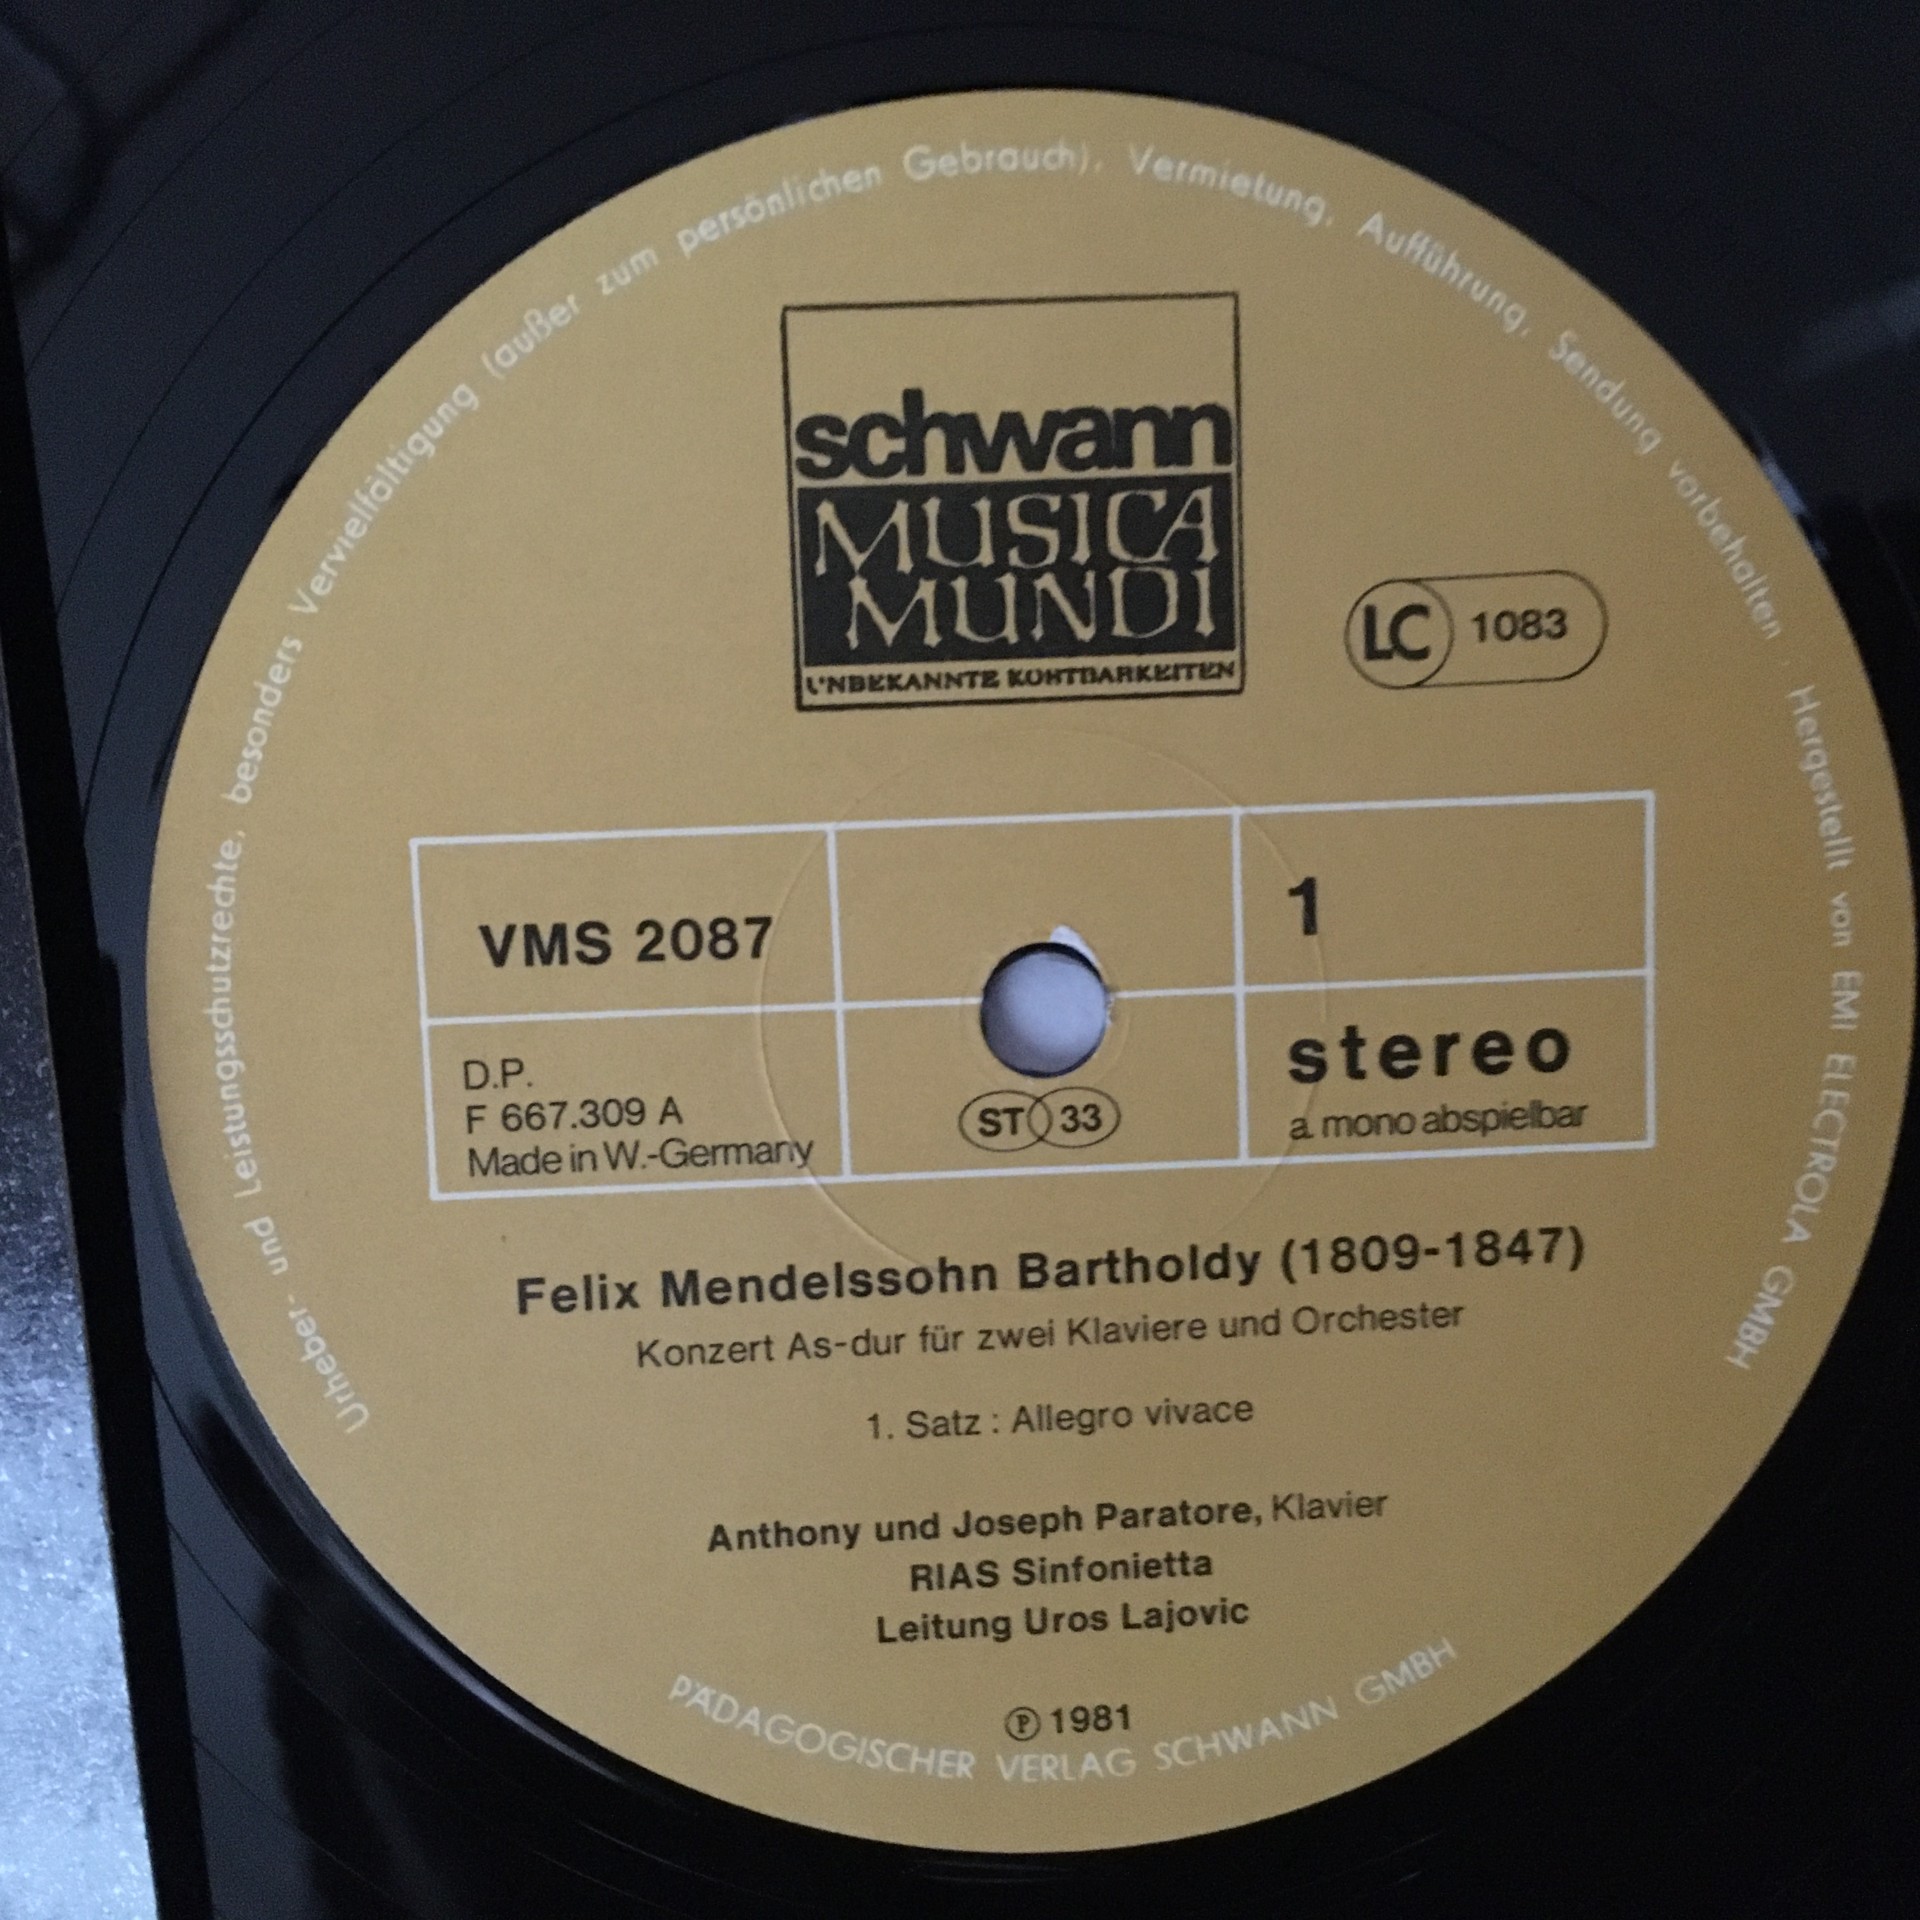 Urheber- und Leistungsschutzrechte, besonders Vervielfältigung (außer zum persönlichen Gebrauch), Vermietung, Aufführung, Sendung vorbehalten . Hergestellt von EMI ELECTROLA GMBH
schwann
MUSICA
MUNDI
UNBEKANNTE KOHTBARKEITEN
LC 1083
VMS 2087
1
D.P.
F 667.309 A
Made in W.-Germany
ST 33
stereo
a. mono abspielbar
Felix Mendelssohn Bartholdy (1809-1847)
Konzert As-dur für zwei Klaviere und Orchester
1. Satz : Allegro vivace
Anthony und Joseph Paratore, Klavier
RIAS Sinfonietta
Leitung Uros Lajovic
Ⓟ 1981
PÄDAGOGISCHER VERLAG SCHWANN GMBH